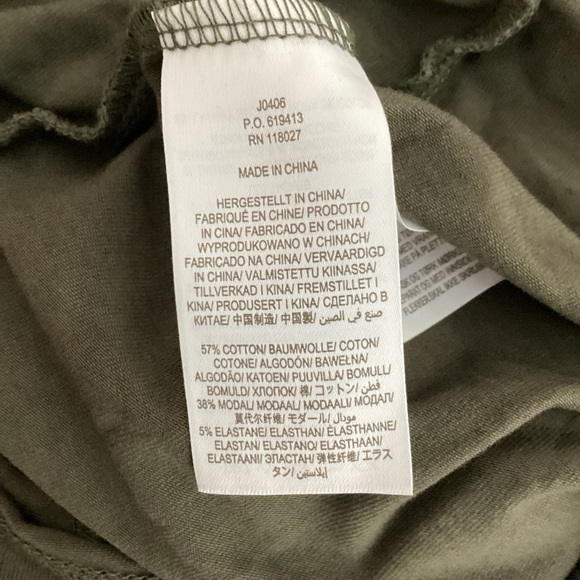 J0406
P.O. 619413
RN 118027
MADE IN CHINA
HERGESTELLT IN CHINA/
FABRIQUÉ EN CHINE/ PRODOTTO
IN CINA/ FABRICADO EN CHINA/
WYPRODUKOWANO W CHINACH/
FABRICADO NA CHINA/ VERVAARDIGD
IN CHINA/ VALMISTETTU KIINASSA/
TILLVERKAD I KINA/ FREMSTILLET I
KINA/ PRODUSERT I KINA/ СДЕЛАНО В
КИТАЕ/ 中国制造/ 中国製/ صنع في الصين
57% COTTON/ BAUMWOLLE/ COTON/
COTONE/ ALGODÓN/ BAWEŁNA/
ALGODÃO/ KATOEN/ PUUVILLA/ BOMULL/
BOMULD/ ХЛОПОК/ 棉/ コットン/ قطن
38% MODAL/ MODAAL/ MODAALI/ МОДАЛ/
莫代尔纤维/ モダール/ مودال
5% ELASTANE/ ELASTHAN/ ÉLASTHANNE/
ELASTAN/ ELASTANO/ ELASTHAAN/
ELASTAANI/ ЭЛАСТАН/ 弹性纤维/ エラス
タン/ إيلاستين